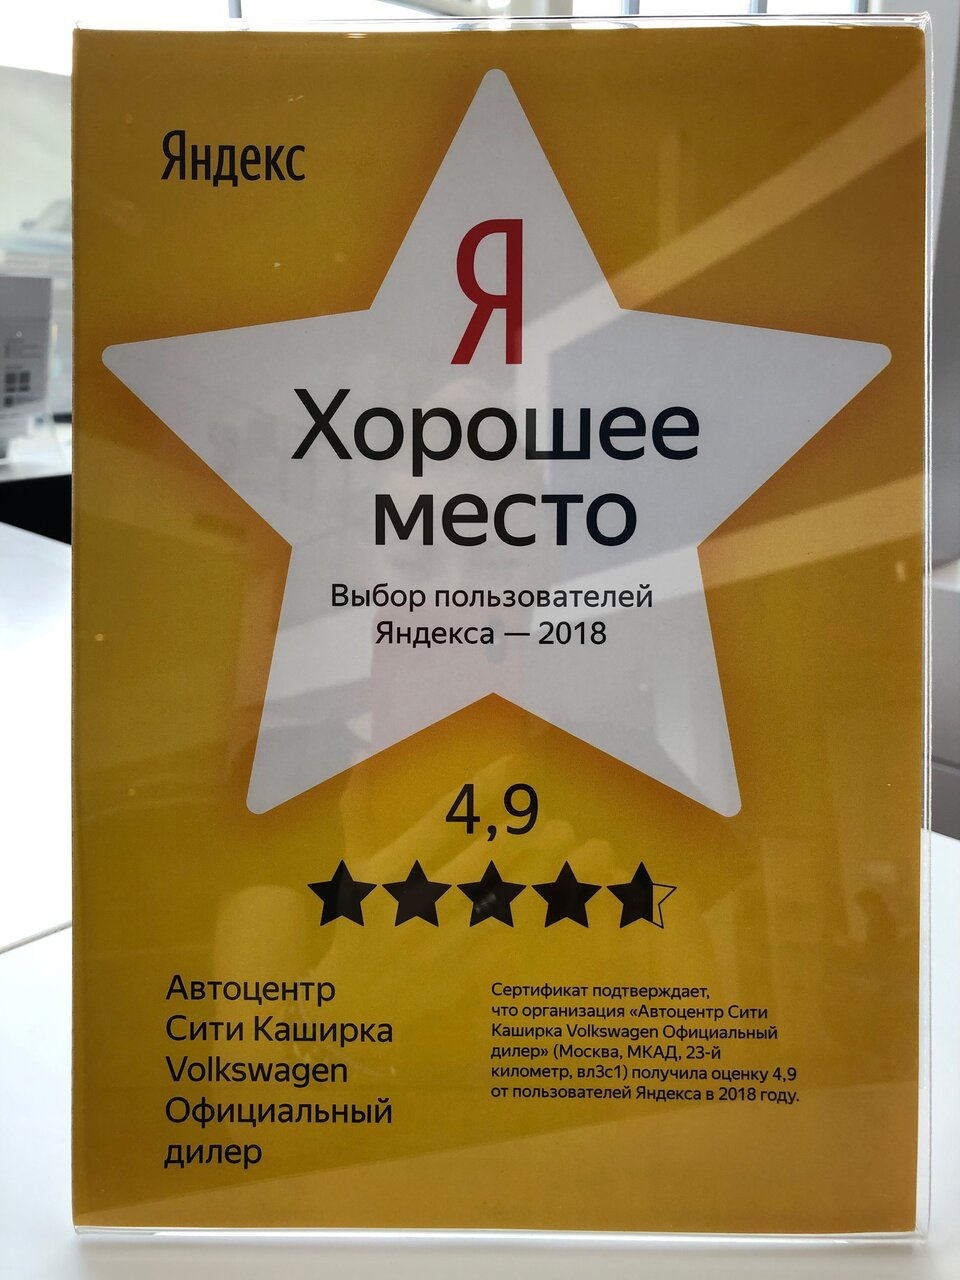 Яндекс
Я
Хорошее
место
Выбор пользователей
Яндекса — 2018
4,9
Автоцентр
Сити Каширка
Volkswagen
Официальный
дилер
Сертификат подтверждает,
что организация «Автоцентр Сити
Каширка Volkswagen Официальный
дилер» (Москва, МКАД, 23-й
километр, вл3с1) получила оценку 4,9
от пользователей Яндекса в 2018 году.